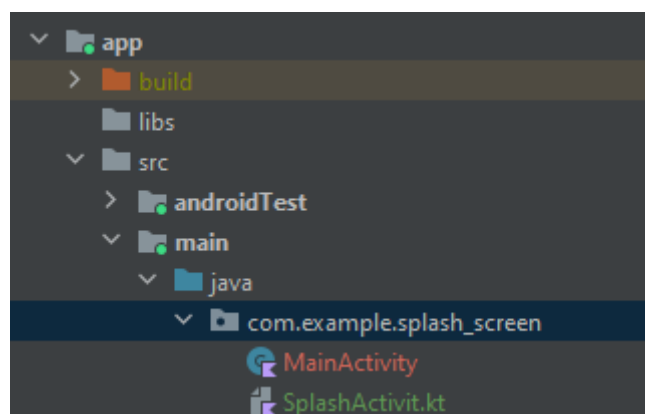 app
build
libs
src
androidTest
main
java
com.example.splash_screen
MainActivity
SplashActivit.kt